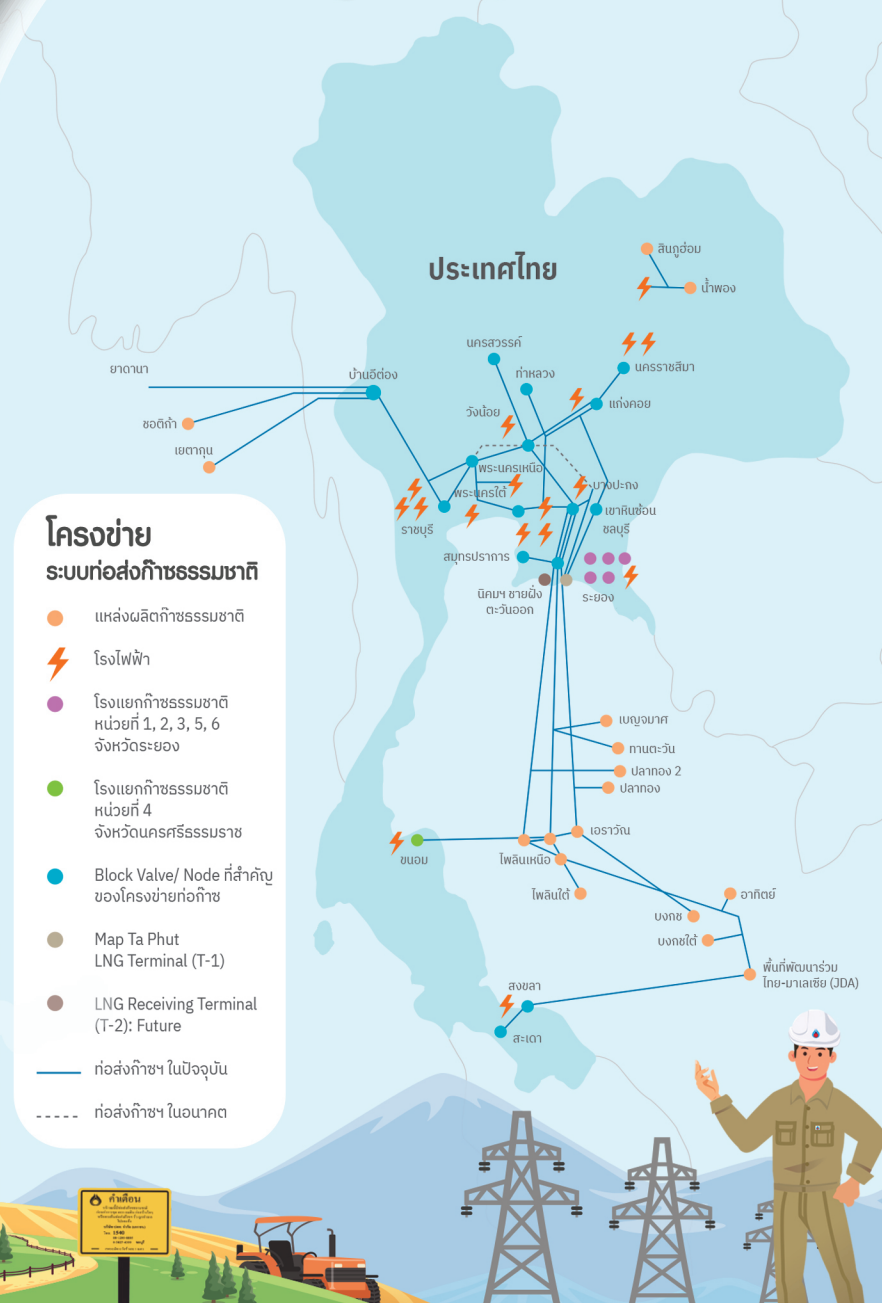 ประเทศไทย
สินภูฮ่อม
น้ำพอง
นครสวรรค์
ท่าหลวง
นครราชสีมา
แก่งคอย
วังน้อย
ยาดานา
บ้านอีต่อง
ซอติก้า
เยตากุน
พระนครเหนือ
พระนครใต้
บางปะกง
เขาหินซ้อน
ชลบุรี
ราชบุรี
สมุทรปราการ
นิคมฯ ชายฝั่ง
ตะวันออก
ระยอง
โครงข่าย
ระบบท่อส่งก๊าซธรรมชาติ
แหล่งผลิตก๊าซธรรมชาติ
โรงไฟฟ้า
โรงแยกก๊าซธรรมชาติ
หน่วยที่ 1, 2, 3, 5, 6
จังหวัดระยอง
โรงแยกก๊าซธรรมชาติ
หน่วยที่ 4
จังหวัดนครศรีธรรมราช
Block Valve/ Node ที่สำคัญ
ของโครงข่ายท่อก๊าซ
Map Ta Phut
LNG Terminal (T-1)
LNG Receiving Terminal
(T-2): Future
ท่อส่งก๊าซฯ ในปัจจุบัน
ท่อส่งก๊าซฯ ในอนาคต
เบญจมาศ
ทานตะวัน
ปลาทอง 2
ปลาทอง
เอราวัณ
ขนอม
ไพลินเหนือ
ไพลินใต้
อาทิตย์
บงกช
บงกชใต้
พื้นที่พัฒนาร่วม
ไทย-มาเลเซีย (JDA)
สงขลา
สะเดา
คำเตือน
โทร. 1540